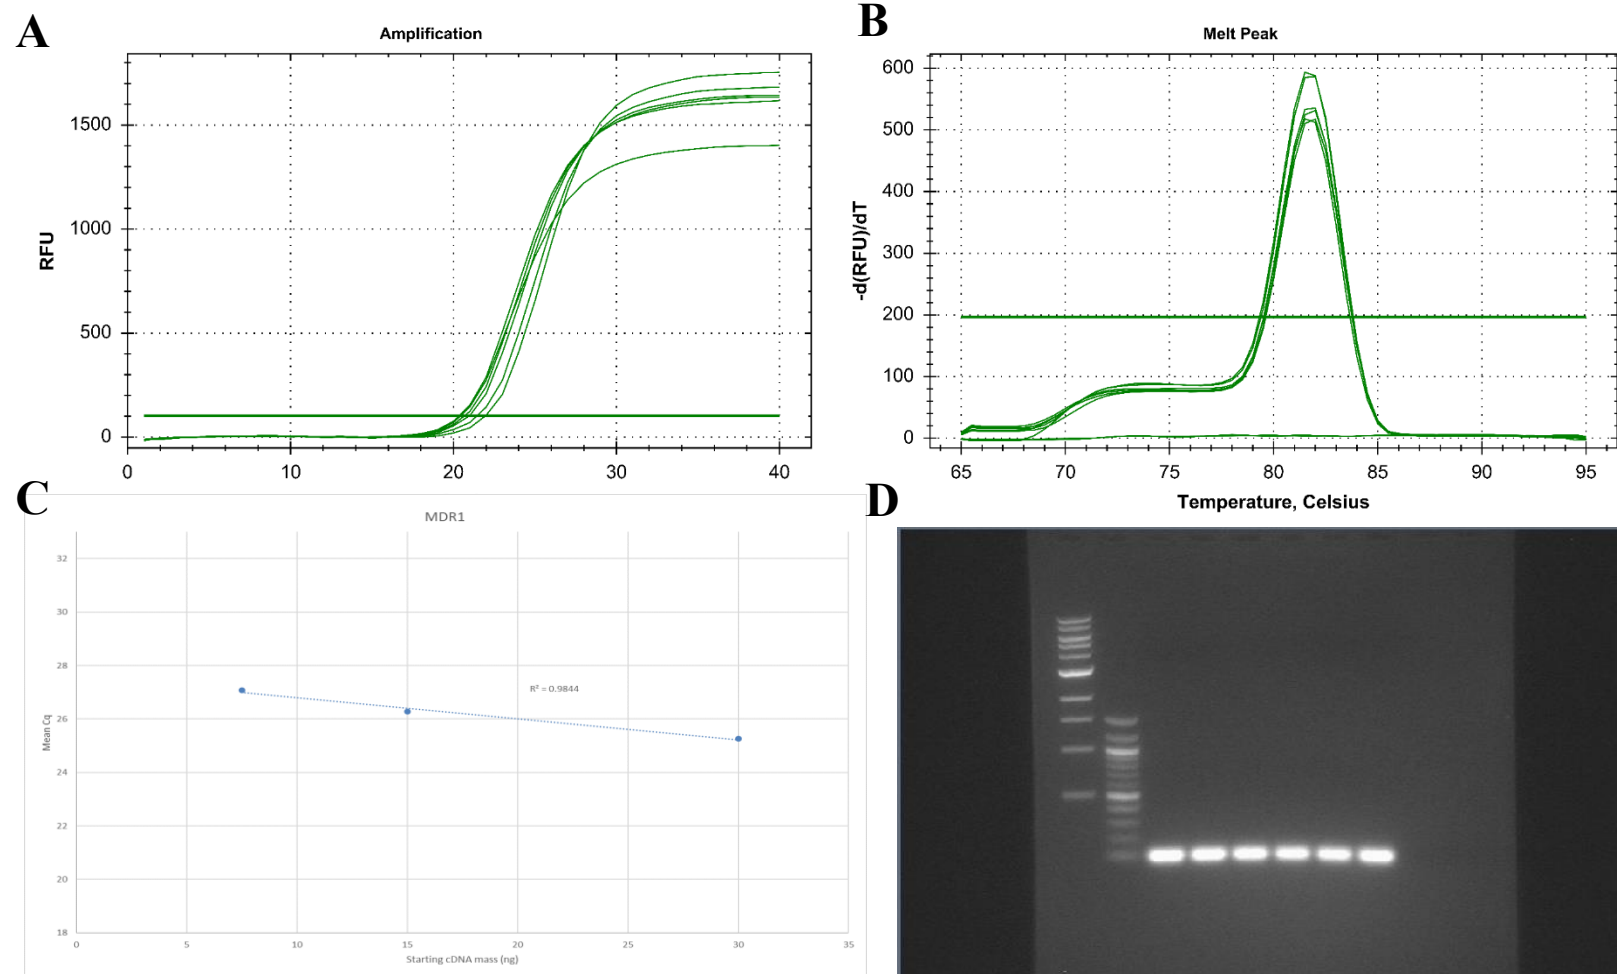 A
Amplification
RFU
1500
1000
500
0
0 10 20 30 40
B
Melt Peak
-d(RFU)/dT
600
500
400
300
200
100
0
65 70 75 80 85 90 95
Temperature, Celsius
C
MDR1
Mean Cq
32
30
28
26
24
22
20
18
R² = 0.9844
0 5 10 15 20 25 30 35
Starting cDNA mass (ng)
D